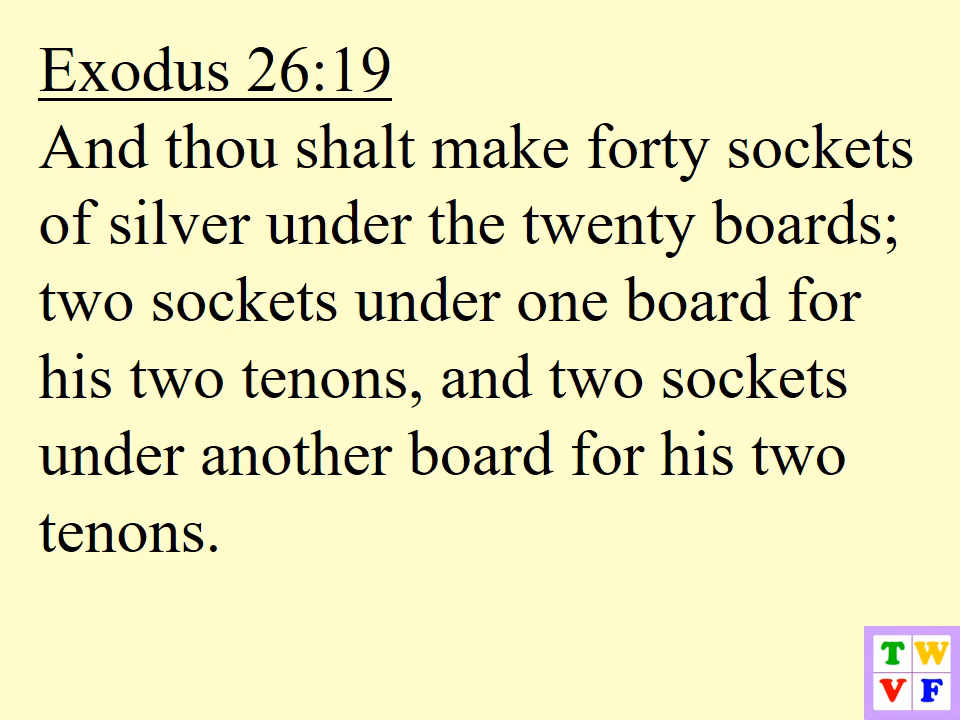 Exodus 26:19
And thou shalt make forty sockets
of silver under the twenty boards;
two sockets under one board for
his two tenons, and two sockets
under another board for his two
tenons.
T W
V F